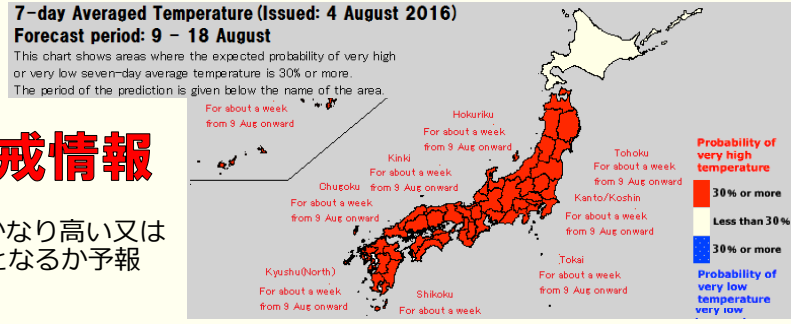 7-day Averaged Temperature (Issued: 4 August 2016)
Forecast period: 9 - 18 August
This chart shows areas where the expected probability of very high
or very low seven-day average temperature is 30% or more.
The period of the prediction is given below the name of the area.
For about a week
from 9 Aug onward
戒情報
かなり高い又は
となるか予報
Hokuriku
For about a week
from 9 Aug onward
Kinki
For about a week
from 9 Aug onward
Chugoku
For about a week
from 9 Aug onward
Tohoku
For about a week
from 9 Aug onward
Kanto/Koshin
For about a week
from 9 Aug onward
Tokai
For about a week
from 9 Aug onward
Kyushu(North)
For about a week
from 9 Aug onward
Shikoku
For about a week
Probability of
very high
temperature
30% or more
Less than 30%
30% or more
Probability of
very low
temperature
very low